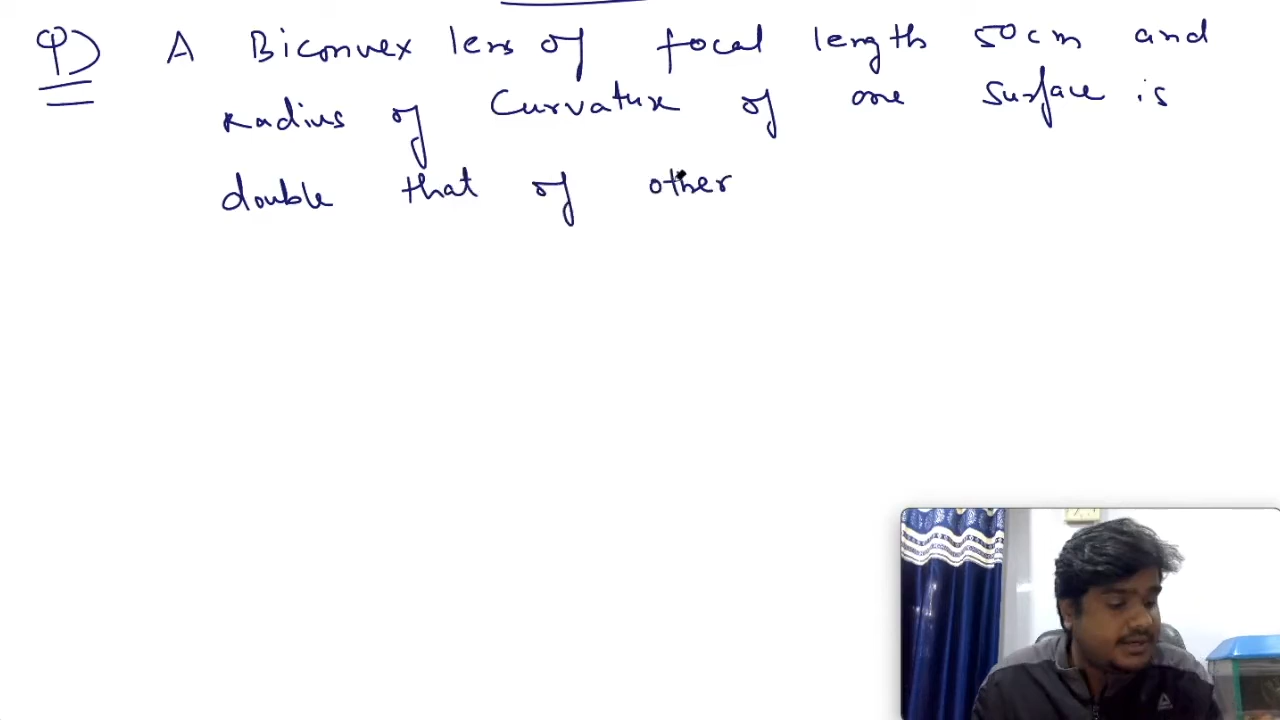 Q) A Biconvex lens of focal length 50cm and
radius of Curvature of one surface is
double that of other